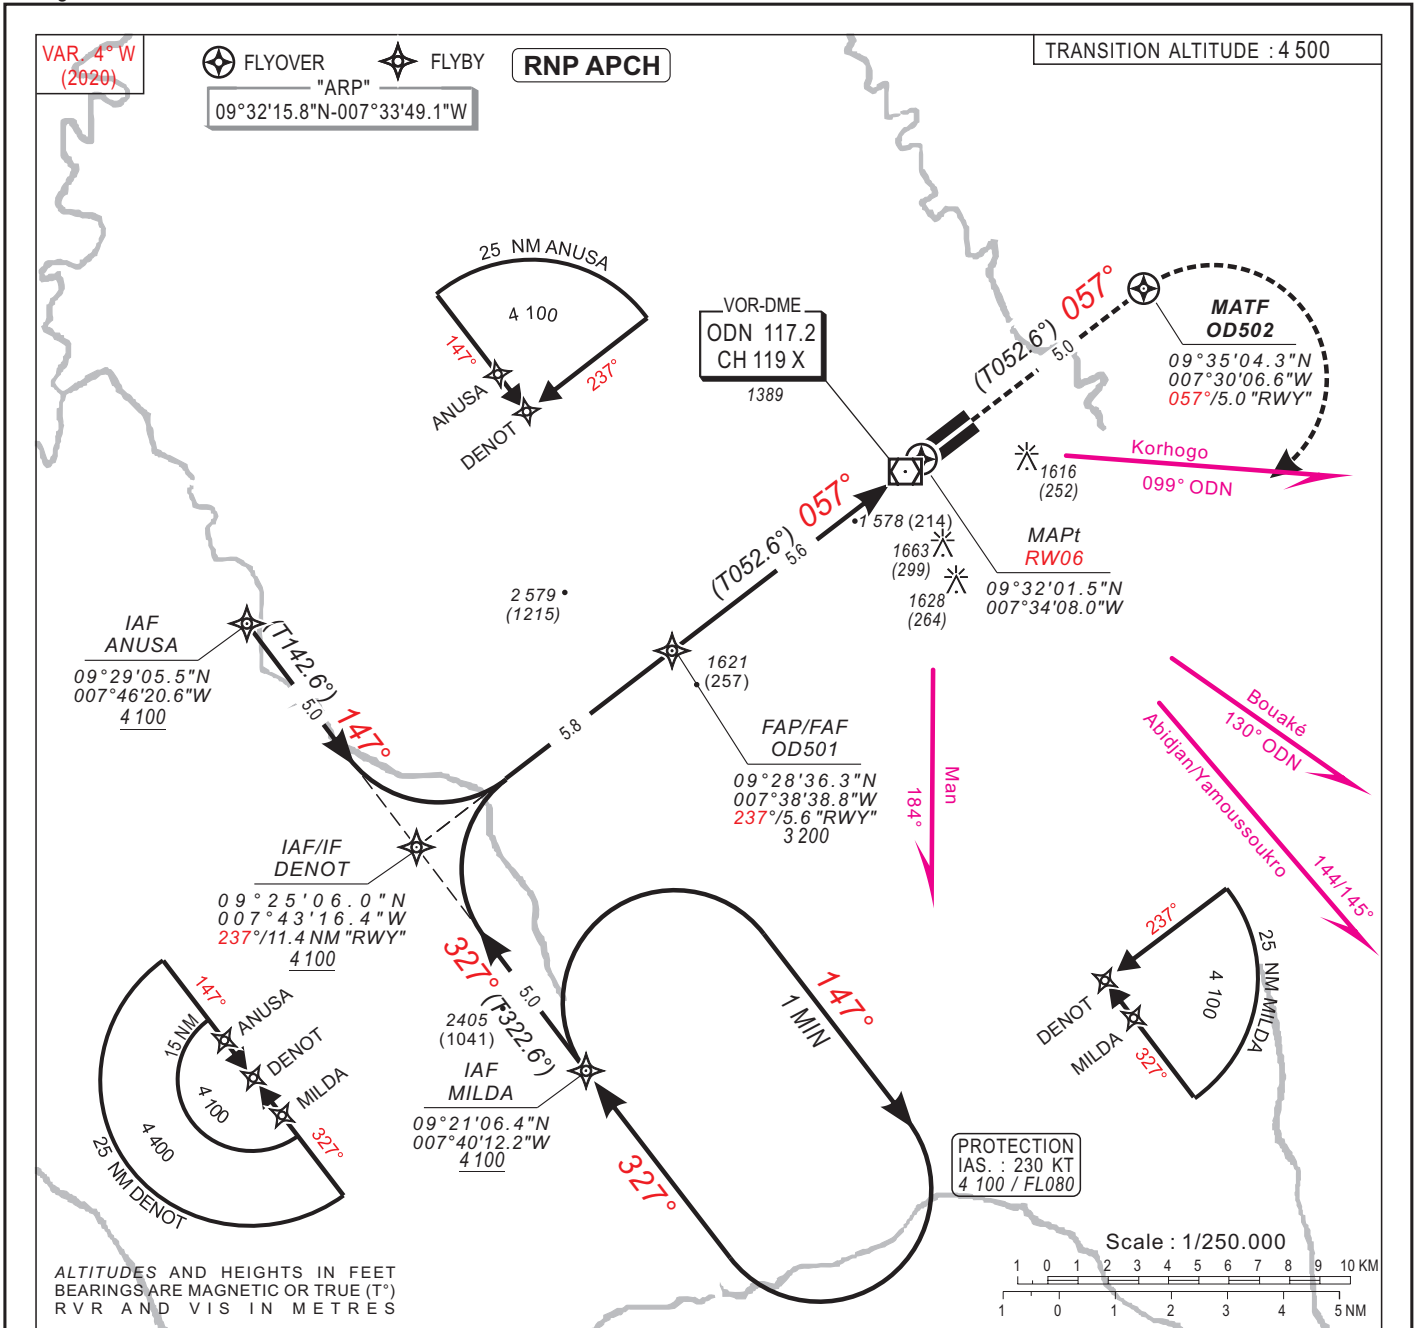 VAR. 4° W
(2020)
FLYOVER
FLYBY
RNP APCH
TRANSITION ALTITUDE : 4 500
"ARP"
09°32'15.8"N-007°33'49.1"W
25 NM ANUSA
4 100
147°
237°
ANUSA
DENOT
VOR-DME
ODN 117.2
CH 119 X
1389
(T052.6°)
057°
5.0
MATF
OD502
09°35'04.3"N
007°30'06.6"W
057°/5.0 "RWY"
Korhogo
099° ODN
1616
(252)
1 578 (214)
1663
(299)
1628
(264)
MAPt
RW06
09°32'01.5"N
007°34'08.0"W
(T052.6°)
057°
5.6
2 579
(1215)
IAF
ANUSA
09°29'05.5"N
007°46'20.6"W
4 100
(T142.6°)
5.0
147°
1621
(257)
5.8
FAP/FAF
OD501
09°28'36.3"N
007°38'38.8"W
237°/5.6 "RWY"
3 200
Man
184°
Bouaké
130° ODN
Abidjan/Yamoussoukro
144/145°
IAF/IF
DENOT
09°25'06.0"N
007°43'16.4"W
237°/11.4 NM "RWY"
4 100
327°
(T322.6°)
5.0
2405
(1041)
IAF
MILDA
09°21'06.4"N
007°40'12.2"W
4 100
147°
1 MIN
327°
147°
ANUSA
DENOT
MILDA
327°
15 NM
4 100
4 400
25 NM DENOT
237°
DENOT
MILDA
327°
4 100
25 NM MILDA
PROTECTION
IAS. : 230 KT
4 100 / FL080
Scale : 1/250.000
1 0 1 2 3 4 5 6 7 8 9 10 KM
1 0 1 2 3 4 5 NM
ALTITUDES AND HEIGHTS IN FEET
BEARINGS ARE MAGNETIC OR TRUE (T°)
RVR AND VIS IN METRES